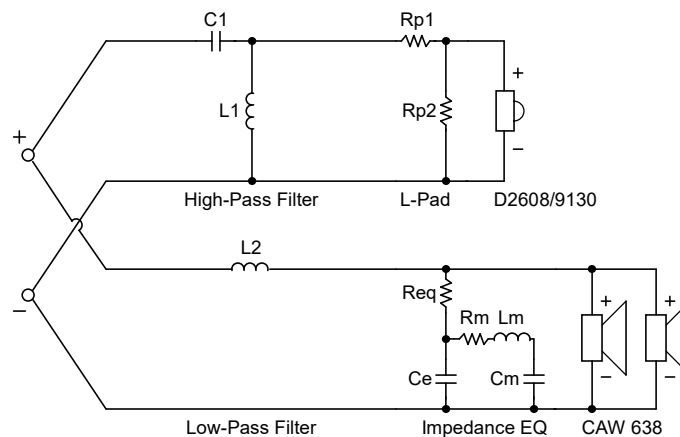 C1
Rp1
+
L1
Rp2
+
−
High-Pass Filter
L-Pad
D2608/9130
L2
−
Req
Rm
Lm
+
+
Ce
Cm
−
−
Low-Pass Filter
Impedance EQ
CAW 638